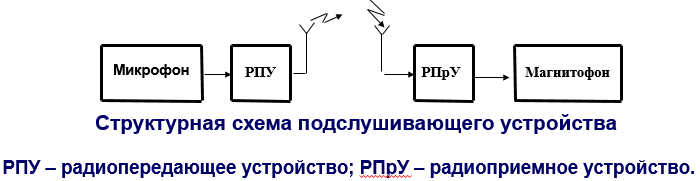 Микрофон РПУ РПрУ Магнитофон
Структурная схема подслушивающего устройства
РПУ – радиопередающее устройство; РПрУ – радиоприемное устройство.